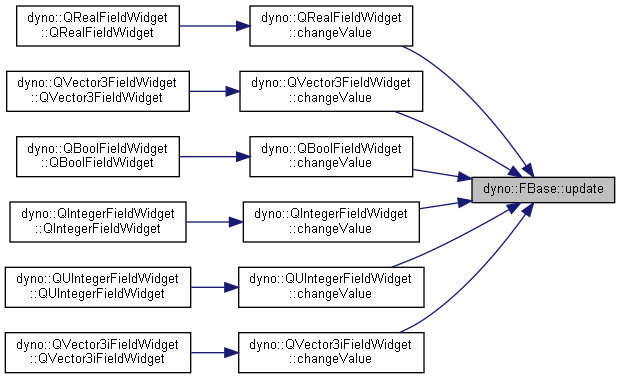 dyno::QRealFieldWidget
::QRealFieldWidget
dyno::QRealFieldWidget
::changeValue
dyno::QVector3FieldWidget
::QVector3FieldWidget
dyno::QVector3FieldWidget
::changeValue
dyno::QBoolFieldWidget
::QBoolFieldWidget
dyno::QBoolFieldWidget
::changeValue
dyno::FBase::update
dyno::QIntegerFieldWidget
::QIntegerFieldWidget
dyno::QIntegerFieldWidget
::changeValue
dyno::QUIntegerFieldWidget
::QUIntegerFieldWidget
dyno::QUIntegerFieldWidget
::changeValue
dyno::QVector3iFieldWidget
::QVector3iFieldWidget
dyno::QVector3iFieldWidget
::changeValue